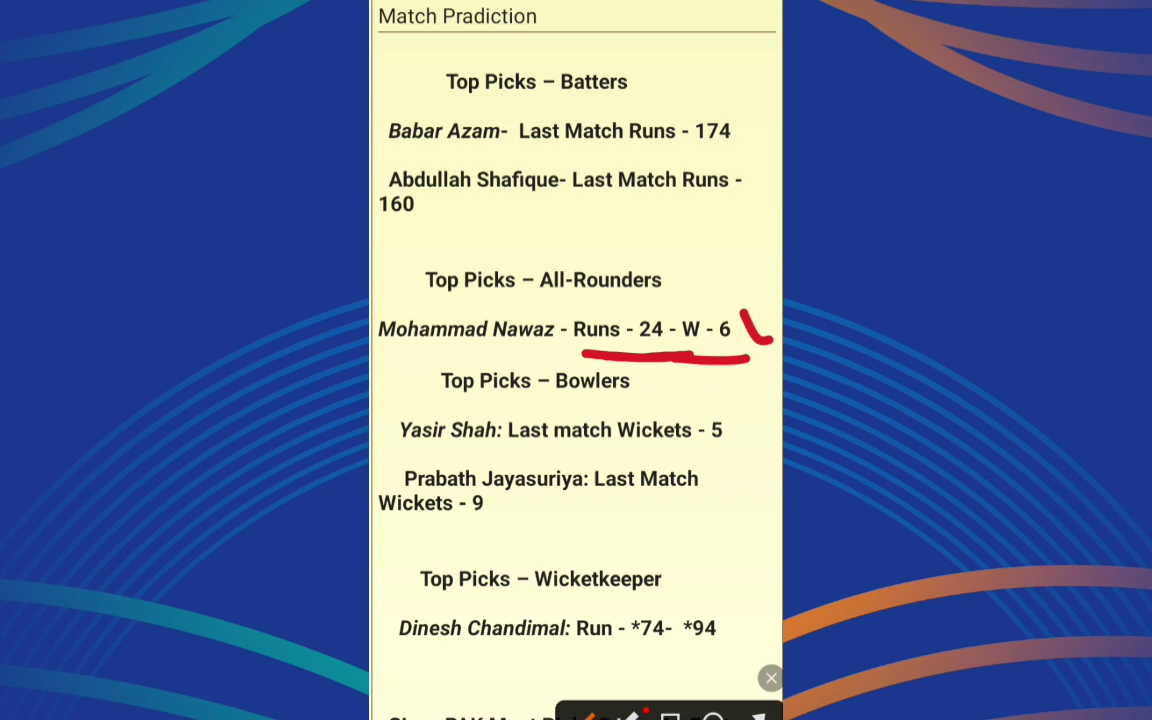 Match Pradiction
Top Picks – Batters
Babar Azam- Last Match Runs - 174
Abdullah Shafique- Last Match Runs -
160
Top Picks – All-Rounders
Mohammad Nawaz - Runs - 24 - W - 6
Top Picks – Bowlers
Yasir Shah: Last match Wickets - 5
Prabath Jayasuriya: Last Match
Wickets - 9
Top Picks – Wicketkeeper
Dinesh Chandimal: Run - *74- *94